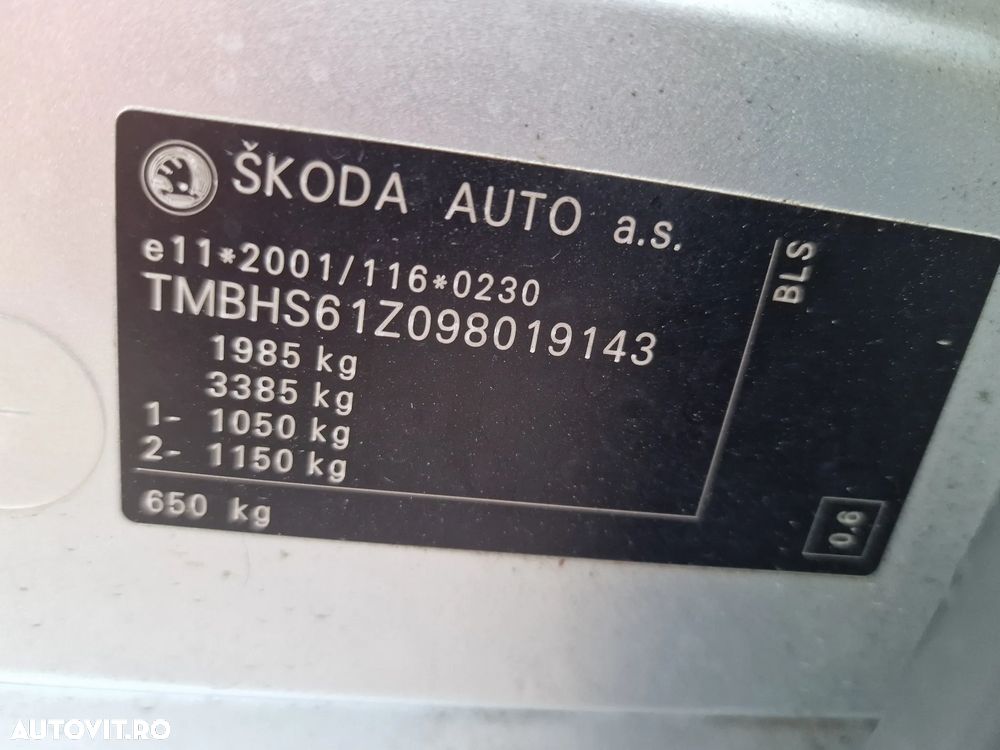 ŠKODA AUTO a.s.
e11*2001/116*0230
TMBHS61Z098019143
1985 kg
3385 kg
1- 1050 kg
2- 1150 kg
650 kg
BLS
0.6
AUTOVIT.RO